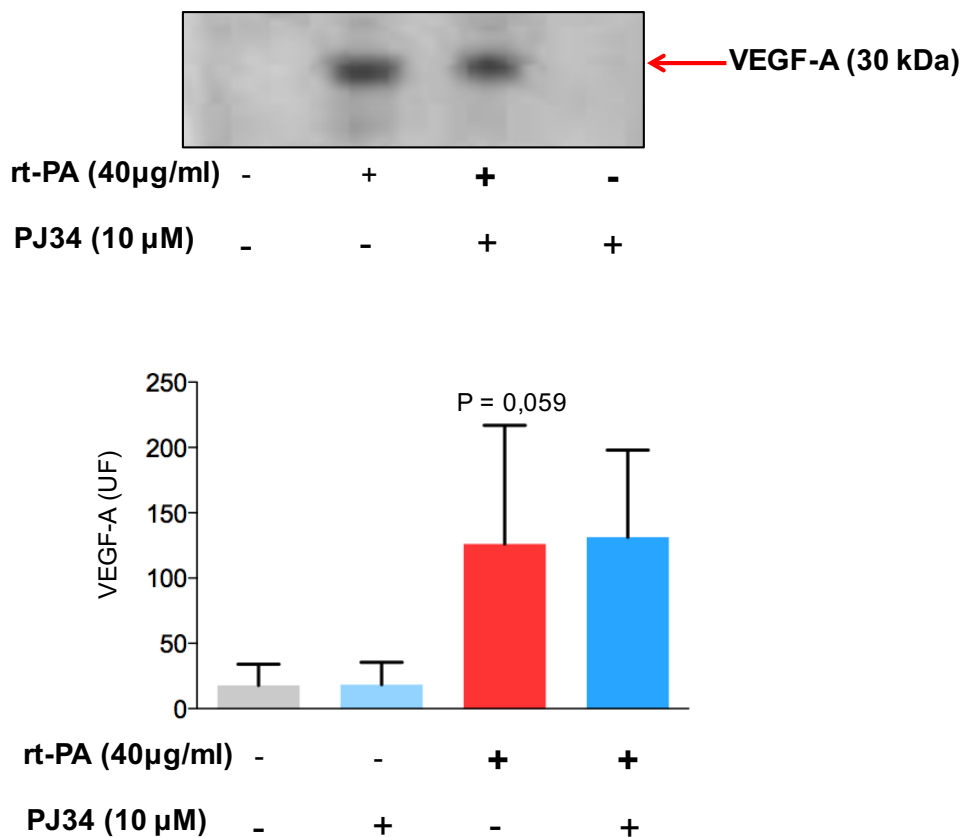 VEGF-A (30 kDa)
rt-PA (40µg/ml) - + + -
PJ34 (10 µM) - - + +
250
P = 0,059
200
150
100
50
0
VEGF-A (UF)
rt-PA (40µg/ml) - - + +
PJ34 (10 µM) - + - +